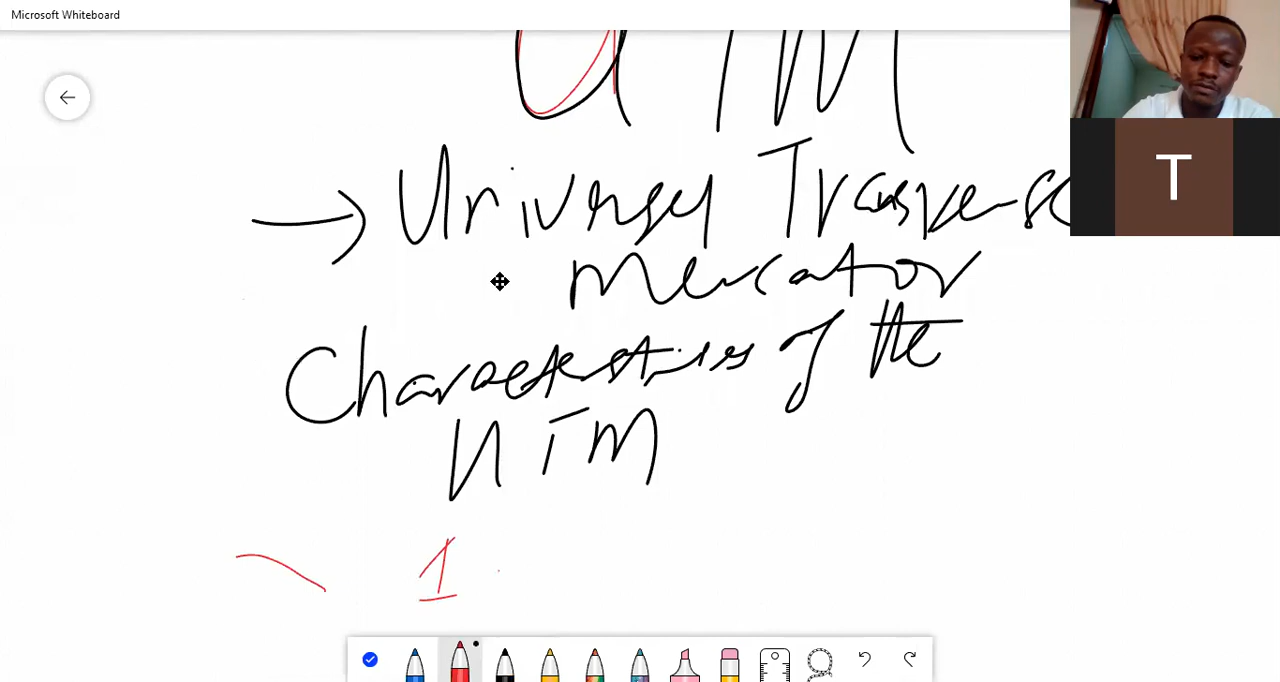 Microsoft Whiteboard
UTM
T
→ Universal Transverse
Mercator
Characteristics of the
UTM
1